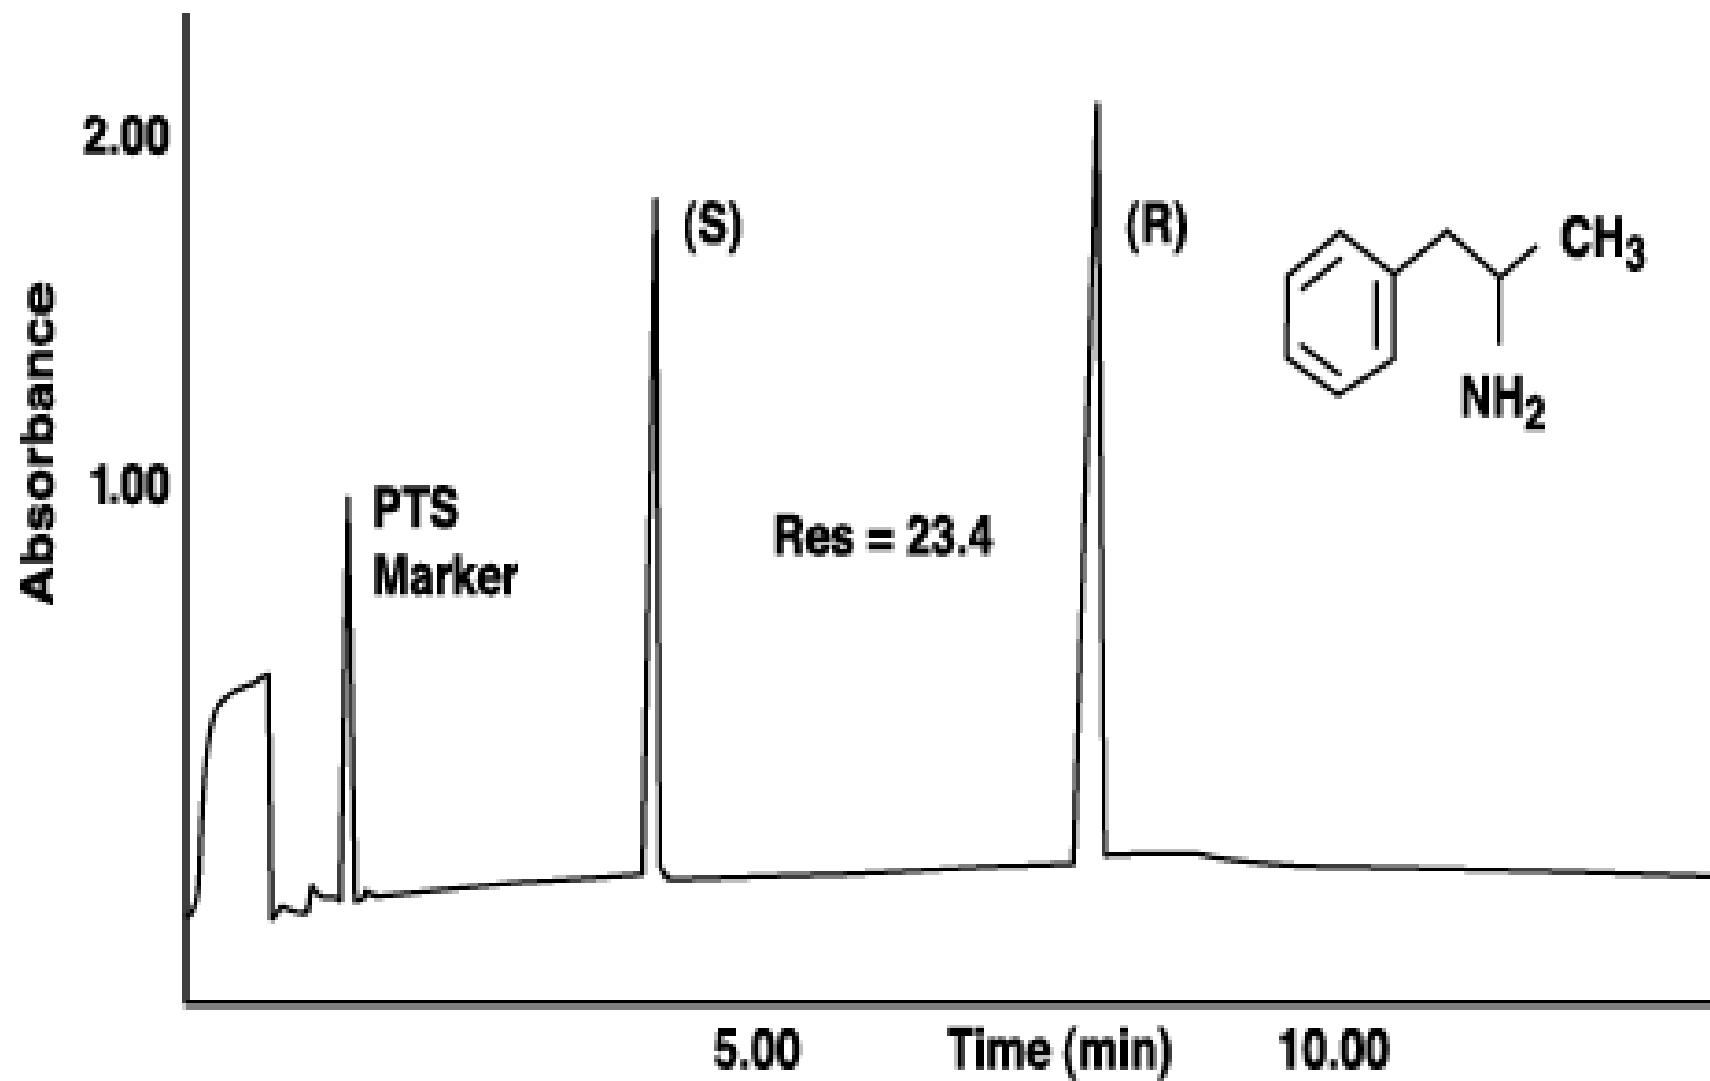 2.00
(S)
(R)
CH3
NH2
Absorbance
1.00
PTS
Marker
Res = 23.4
5.00
Time (min)
10.00